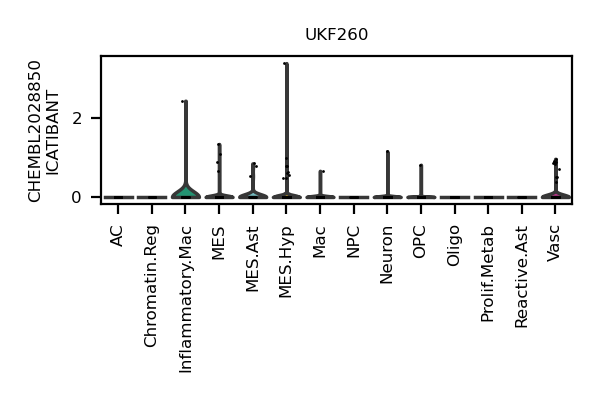 UKF260
CHEMBL2028850
ICATIBANT
2
0
AC
Chromatin.Reg
Inflammatory.Mac
MES
MES.Ast
MES.Hyp
Mac
NPC
Neuron
OPC
Oligo
Prolif.Metab
Reactive.Ast
Vasc